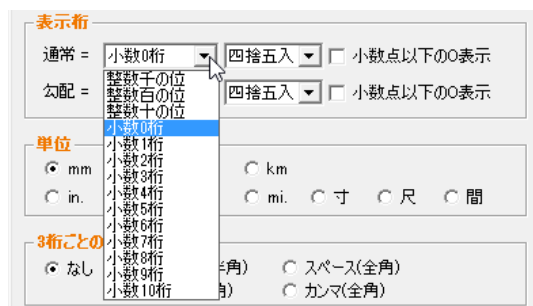 表示桁
通常 = 小数0桁 四捨五入 小数点以下の0表示
整数千の位
整数百の位
勾配 = 四捨五入 小数点以下の0表示
整数十の位
小数0桁
小数1桁
単位
小数2桁
mm km
小数3桁
小数4桁
in. mi. 寸 尺 間
小数5桁
小数6桁
小数7桁
3桁ごとの
小数8桁
なし 角) スペース(全角)
小数9桁
小数10桁 角) カンマ(全角)